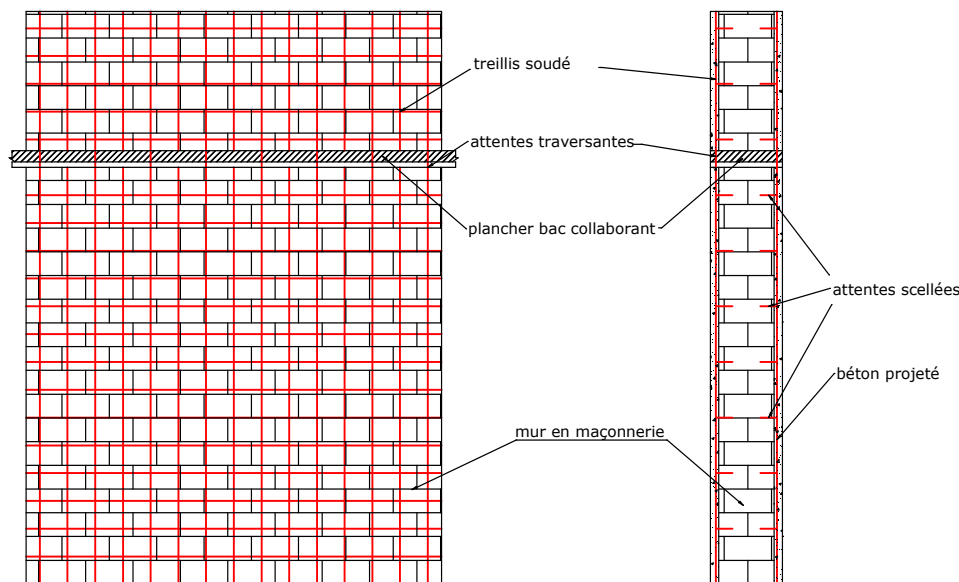 treillis soudé
attentes traversantes
plancher bac collaborant
attentes scellées
béton projeté
mur en maçonnerie